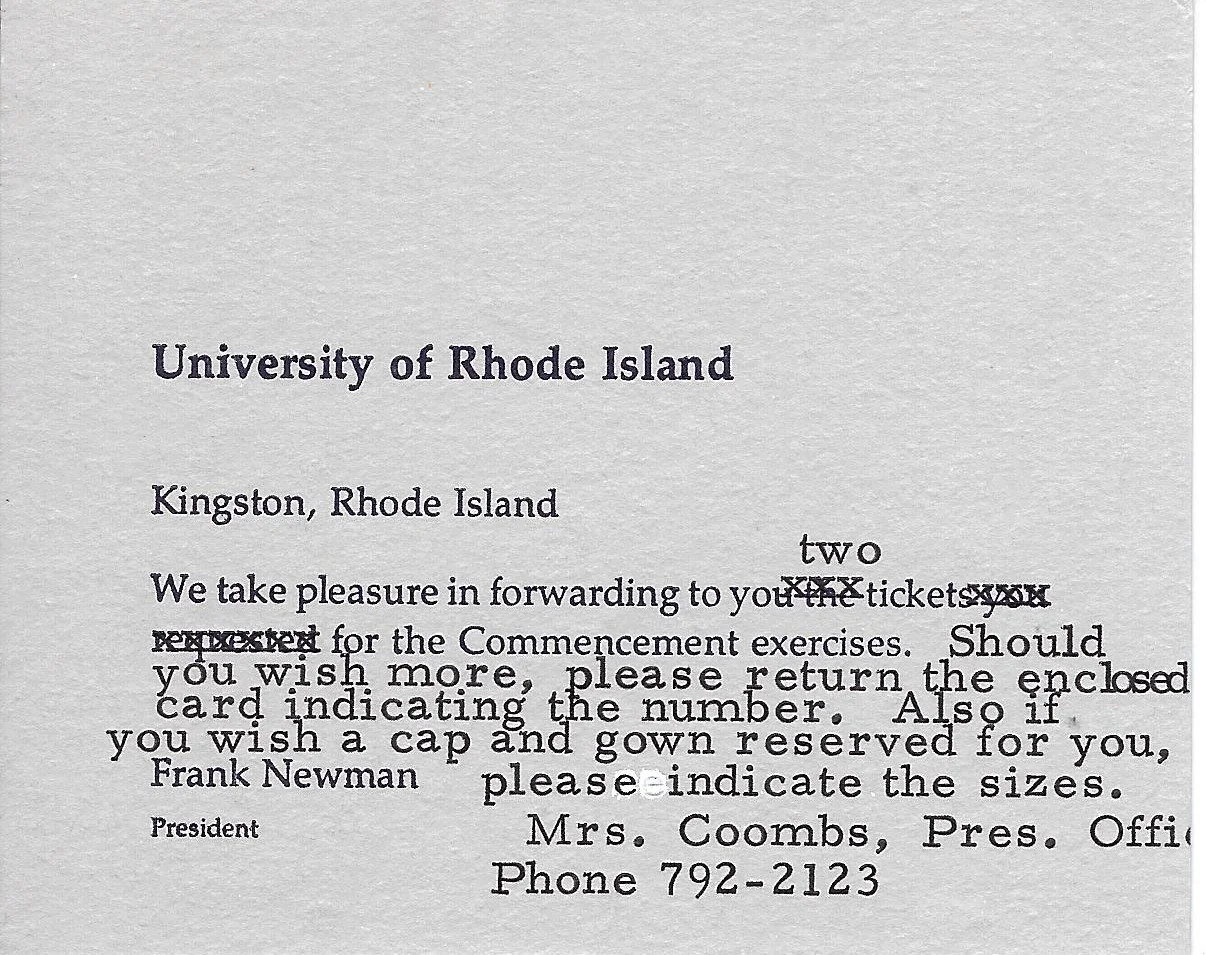 University of Rhode Island
Kingston, Rhode Island
two
We take pleasure in forwarding to you the tickets you
requested for the Commencement exercises. Should
you wish more, please return the enclosed
card indicating the number. Also if
you wish a cap and gown reserved for you,
Frank Newman please indicate the sizes.
President Mrs. Coombs, Pres. Offi
Phone 792-2123